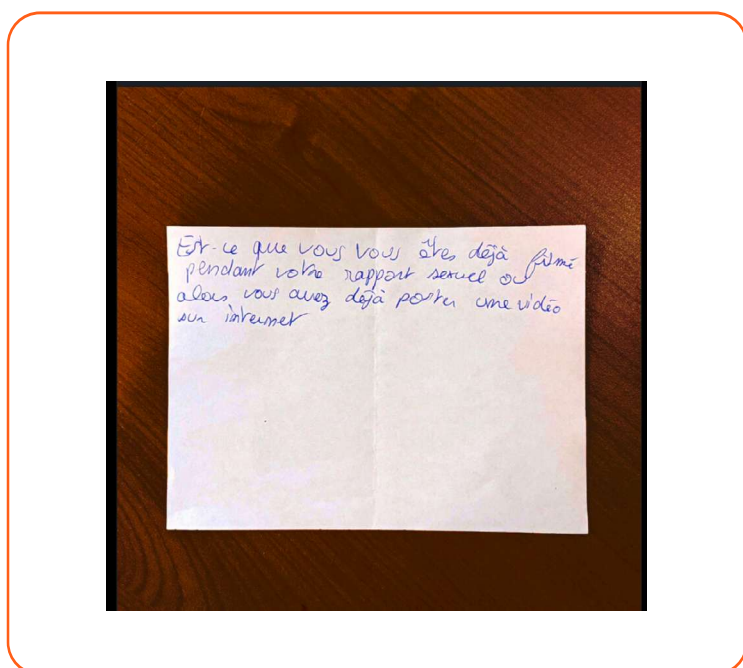 Est-ce que vous vous êtes déjà filmé
pendant votre rapport sexuel ou
alors vous avez déjà poster une vidéo
sur internet